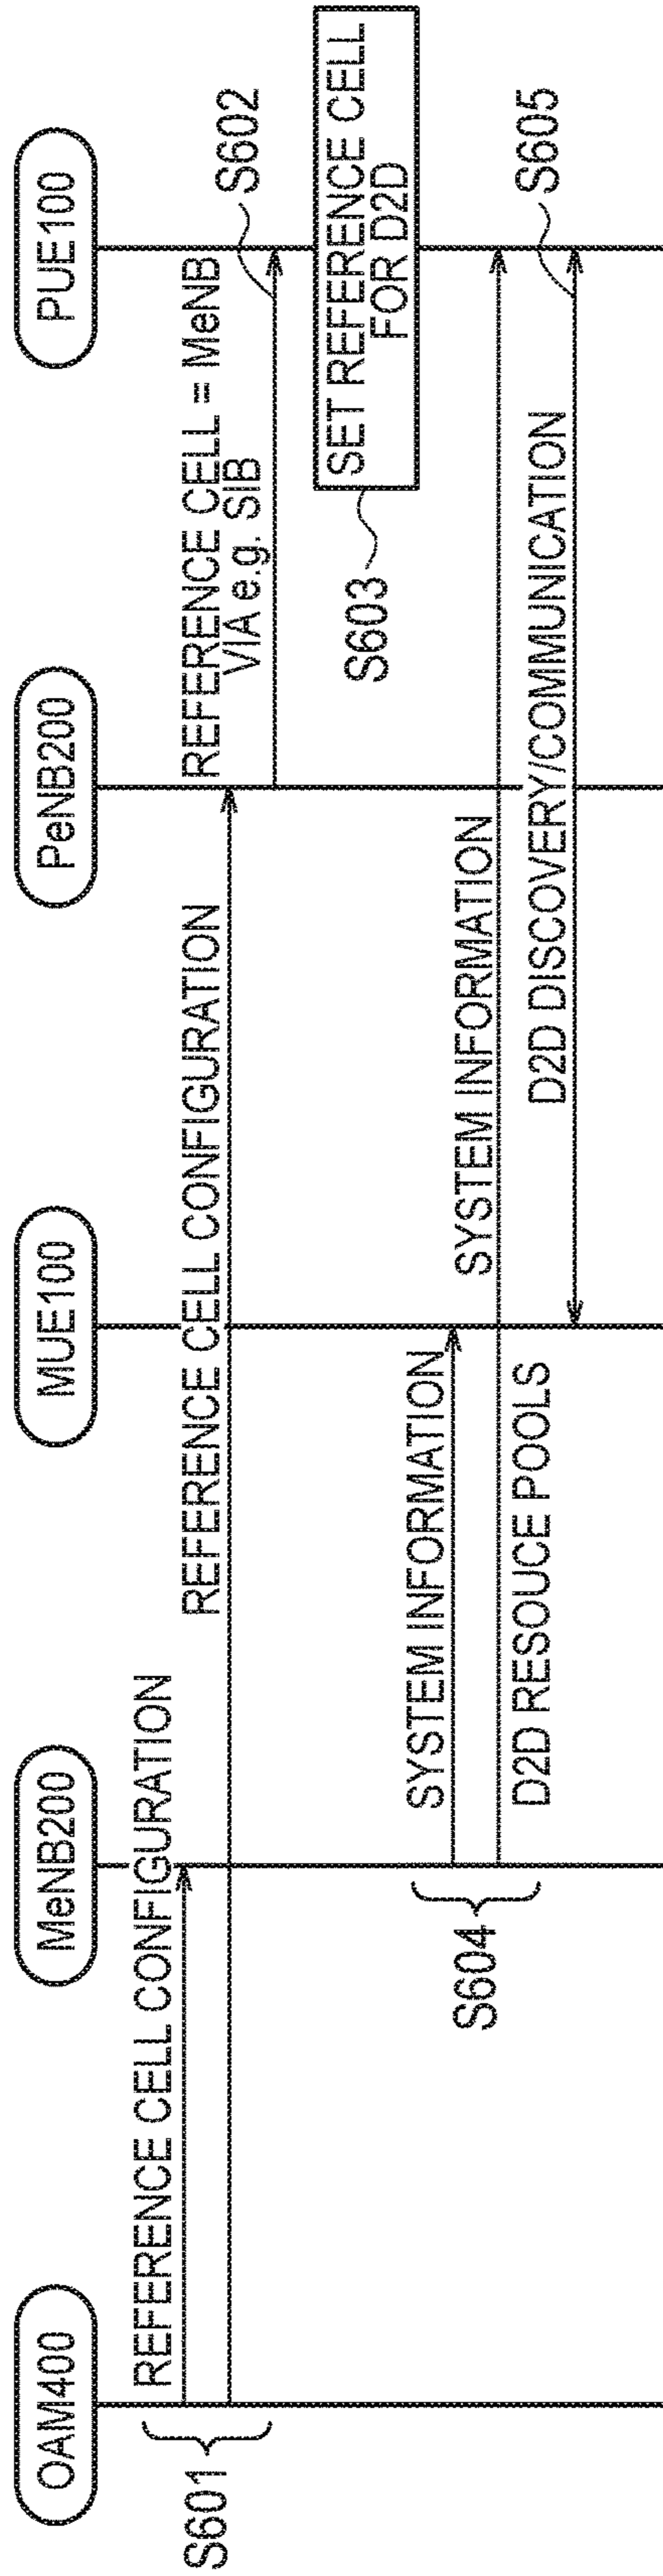 OAM400
MeNB200
MUE100
PeNB200
PUE100
REFERENCE CELL CONFIGURATION
S601
REFERENCE CELL CONFIGURATION
REFERENCE CELL = MeNB
VIA e.g. SIB
S602
SET REFERENCE CELL
FOR D2D
S603
SYSTEM INFORMATION
S604
SYSTEM INFORMATION
D2D RESOUCE POOLS
D2D DISCOVERY/COMMUNICATION
S605